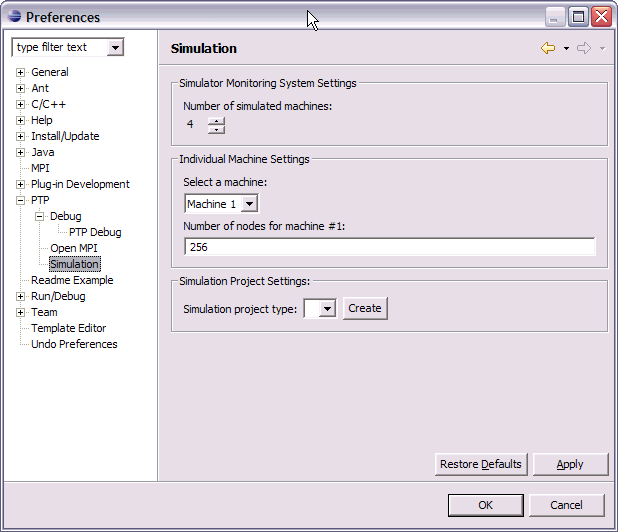 Preferences
type filter text
General
Ant
C/C++
Help
Install/Update
Java
MPI
Plug-in Development
PTP
Debug
PTP Debug
Open MPI
Simulation
Readme Example
Run/Debug
Team
Template Editor
Undo Preferences
Simulation
Simulator Monitoring System Settings
Number of simulated machines:
4
Individual Machine Settings
Select a machine:
Machine 1
Number of nodes for machine #1:
256
Simulation Project Settings:
Simulation project type:
Create
Restore Defaults
Apply
OK
Cancel